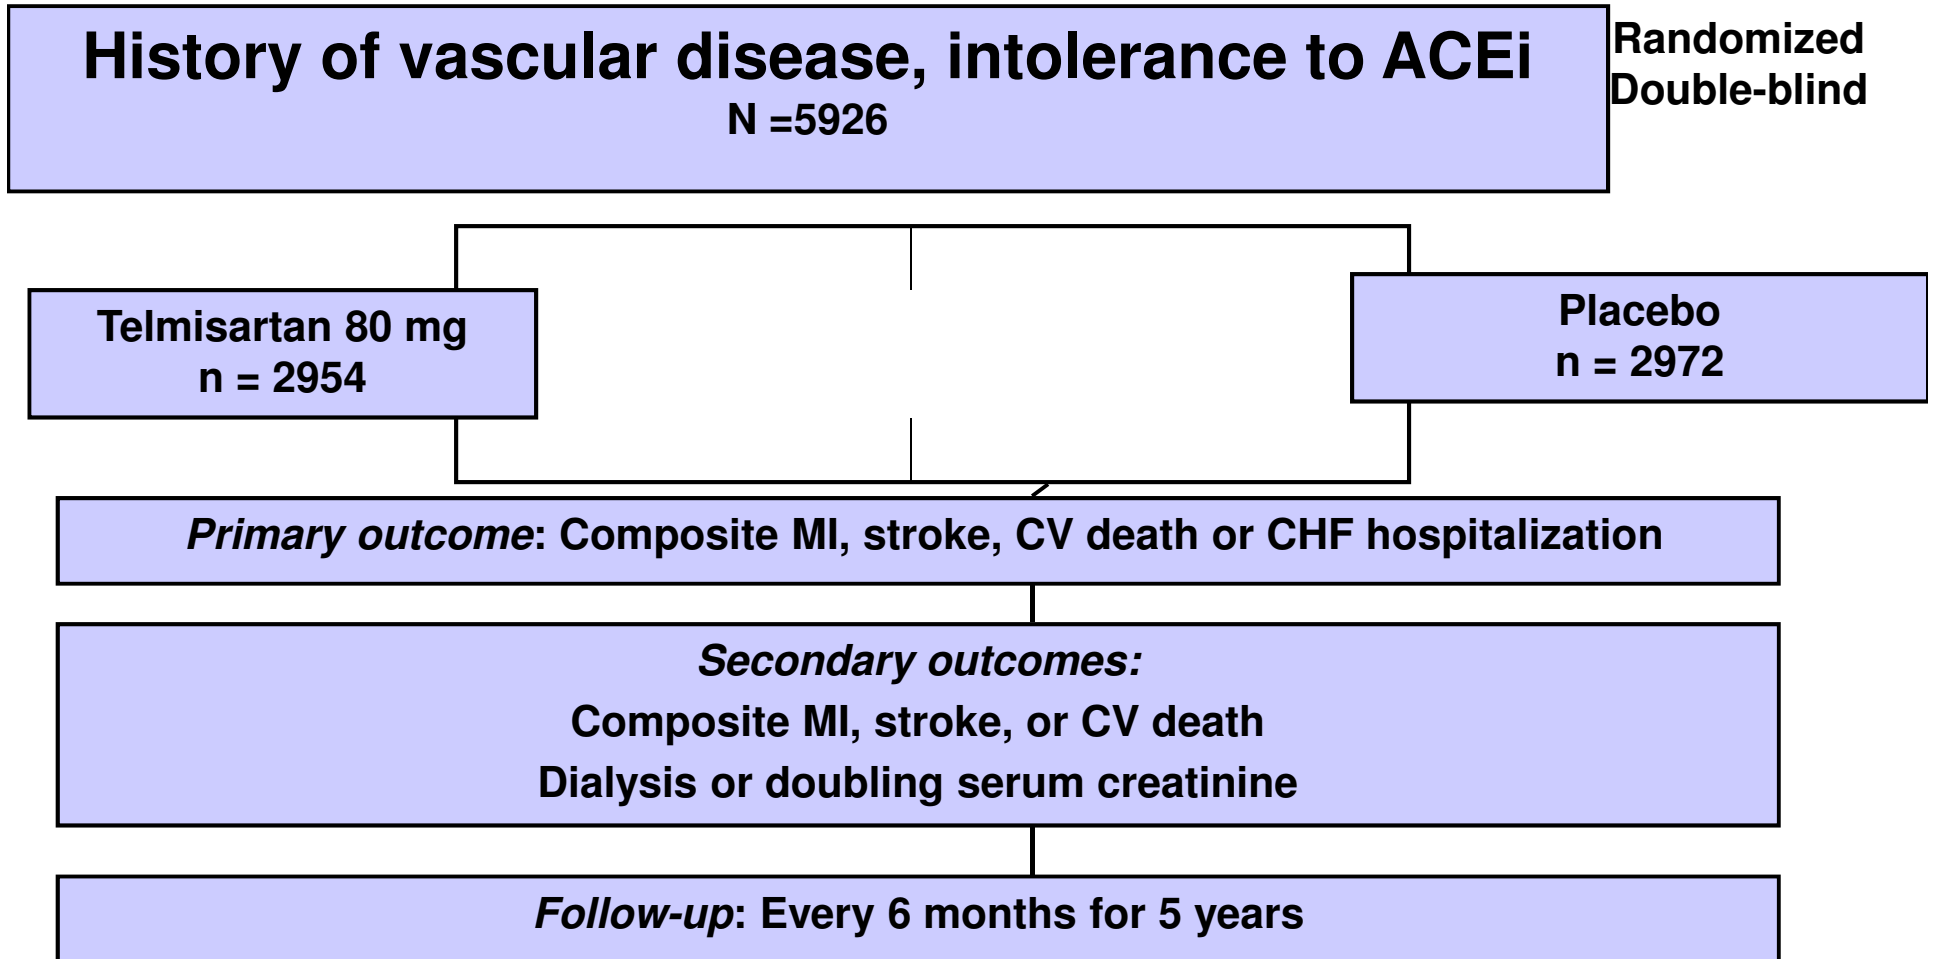 History of vascular disease, intolerance to ACEi
N =5926
Randomized
Double-blind
Telmisartan 80 mg
n = 2954
Placebo
n = 2972
Primary outcome: Composite MI, stroke, CV death or CHF hospitalization
Secondary outcomes:
Composite MI, stroke, or CV death
Dialysis or doubling serum creatinine
Follow-up: Every 6 months for 5 years